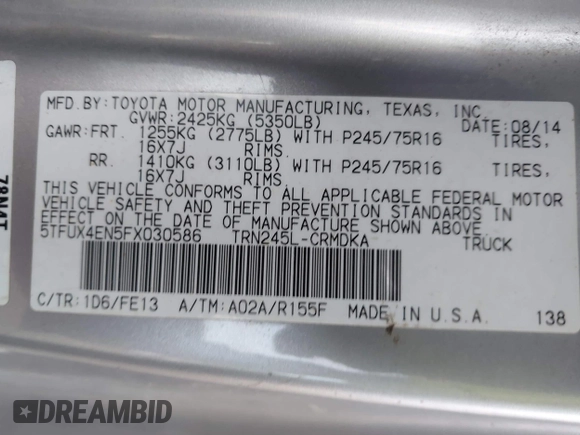 MFD.BY:TOYOTA MOTOR MANUFACTURING, TEXAS, INC.
GVWR:2425KG (5350LB) DATE:08/14
GAWR:FRT. 1255KG (2775LB) WITH P245/75R16 TIRES,
16X7J RIMS
RR. 1410KG (3110LB) WITH P245/75R16 TIRES,
16X7J RIMS
THIS VEHICLE CONFORMS TO ALL APPLICABLE FEDERAL MOTOR
VEHICLE SAFETY AND THEFT PREVENTION STANDARDS IN
EFFECT ON THE DATE OF MANUFACTURE SHOWN ABOVE.
5TFUX4EN5FX030586 TRN245L-CRMDKA TRUCK
C/TR:1D6/FE13 A/TM:A02A/R155F MADE IN U.S.A. 138
DREAMBID